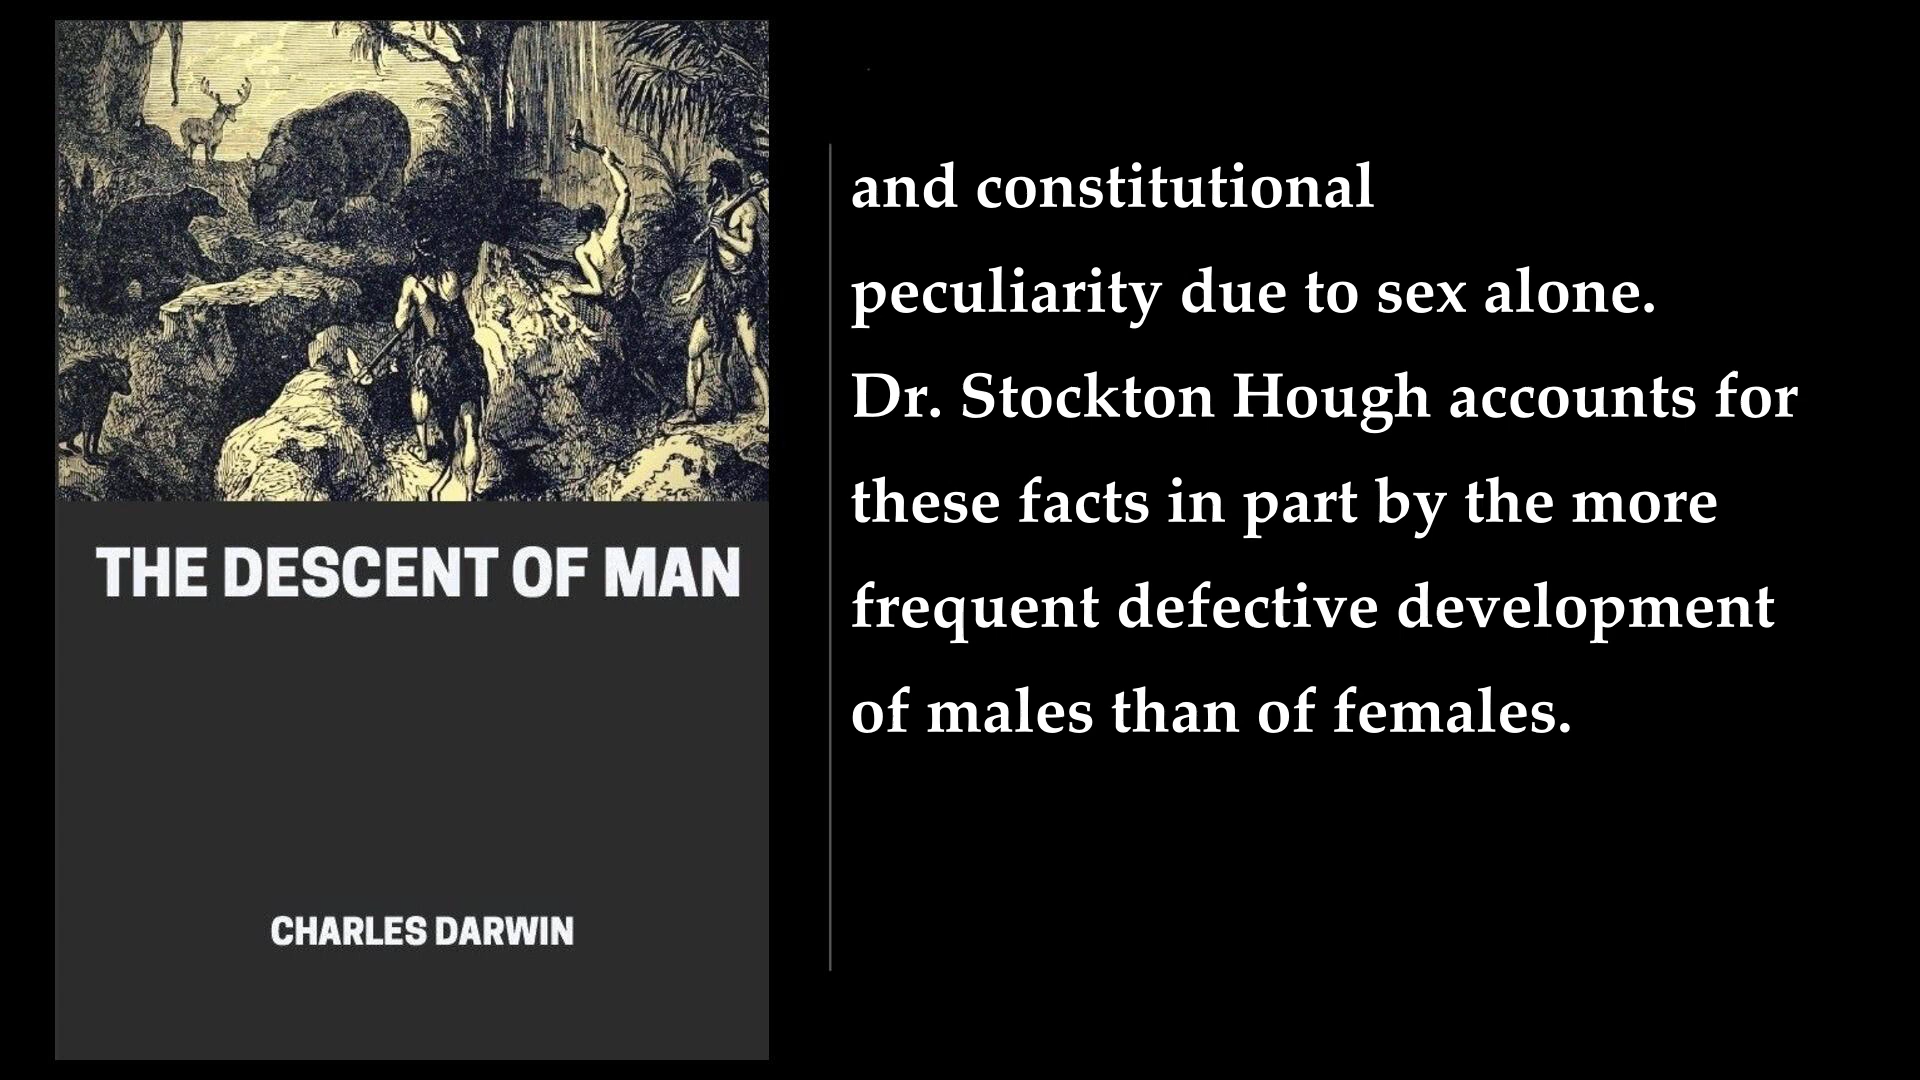 THE DESCENT OF MAN
CHARLES DARWIN
and constitutional
peculiarity due to sex alone.
Dr. Stockton Hough accounts for
these facts in part by the more
frequent defective development
of males than of females.